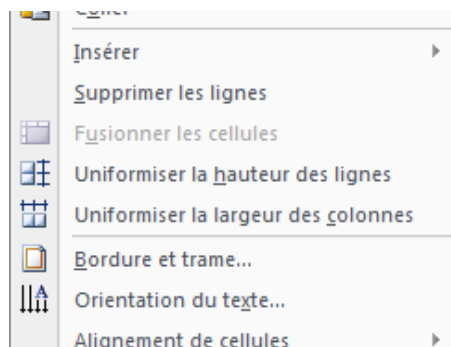 Coller
Insérer
Supprimer les lignes
Fusionner les cellules
Uniformiser la hauteur des lignes
Uniformiser la largeur des colonnes
Bordure et trame...
Orientation du texte...
Alignement de cellules